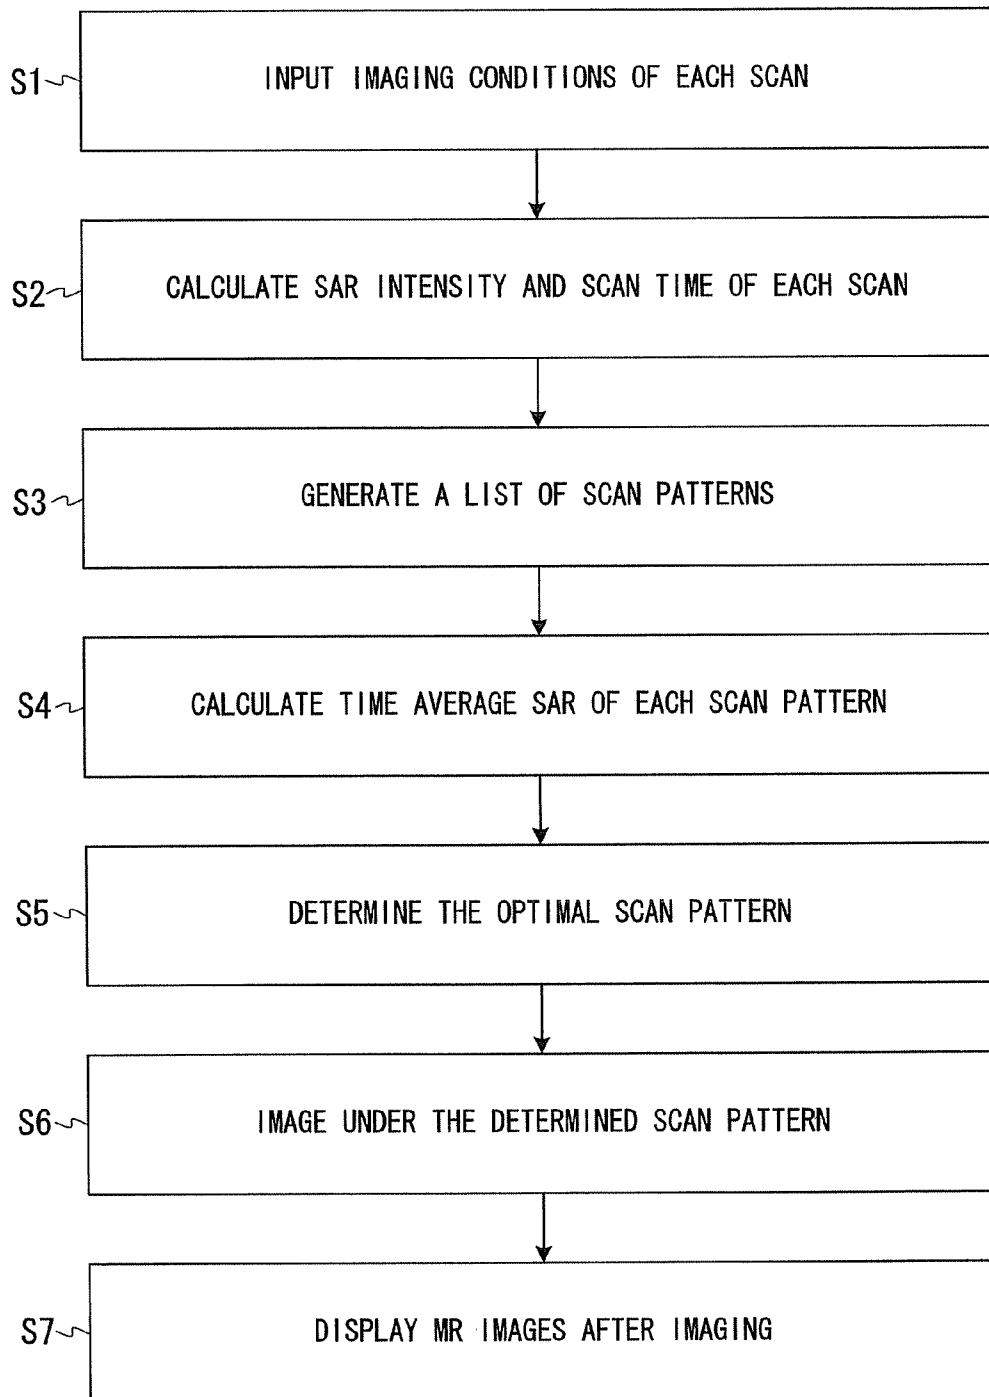 S1
INPUT IMAGING CONDITIONS OF EACH SCAN
S2
CALCULATE SAR INTENSITY AND SCAN TIME OF EACH SCAN
S3
GENERATE A LIST OF SCAN PATTERNS
S4
CALCULATE TIME AVERAGE SAR OF EACH SCAN PATTERN
S5
DETERMINE THE OPTIMAL SCAN PATTERN
S6
IMAGE UNDER THE DETERMINED SCAN PATTERN
S7
DISPLAY MR IMAGES AFTER IMAGING